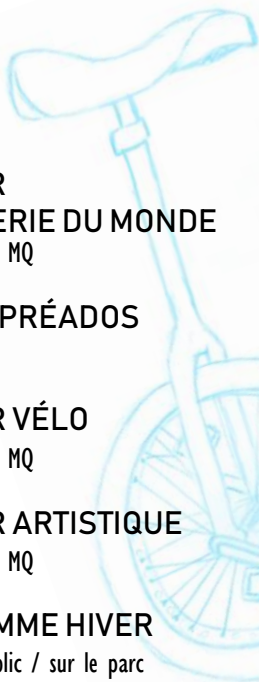 R
ERIE DU MONDE
MQ
PRÉADOS
R VÉLO
MQ
R ARTISTIQUE
MQ
MME HIVER
lic / sur le parc